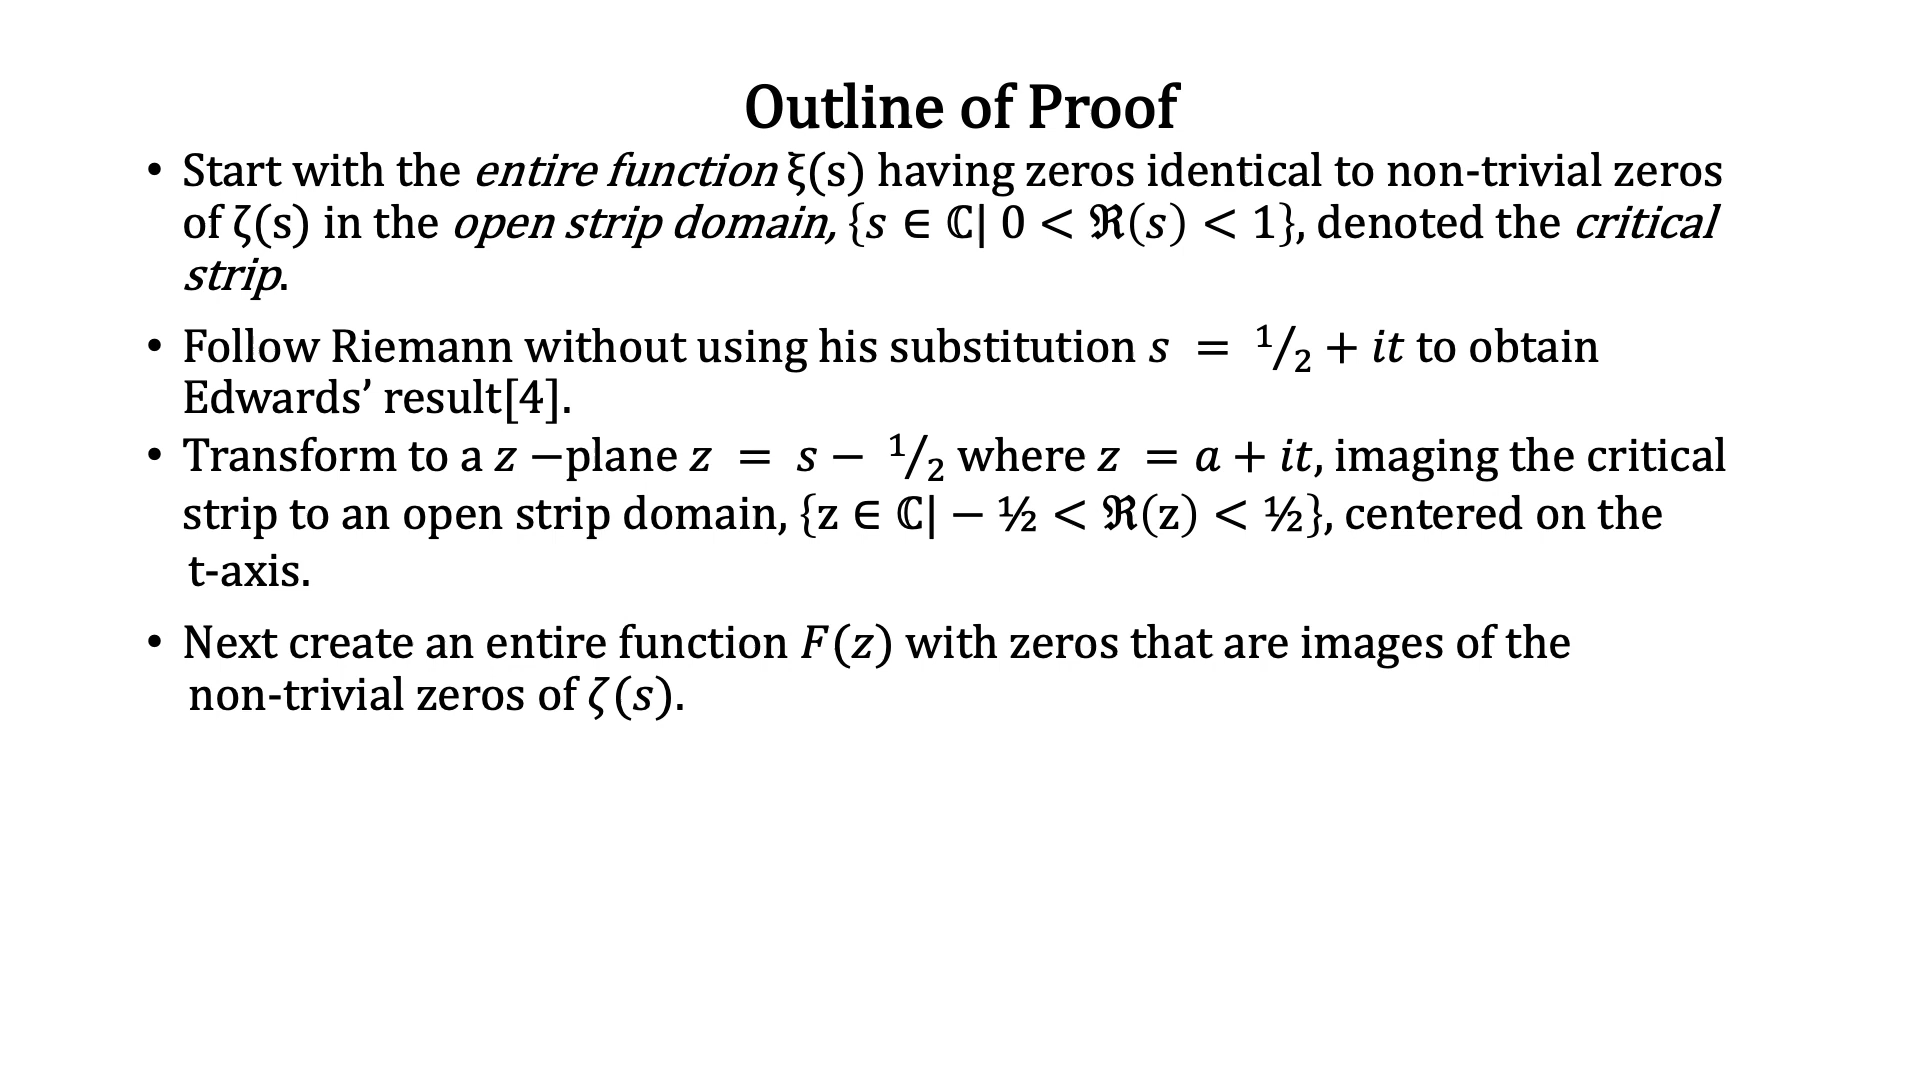 Outline of Proof
• Start with the entire function ξ(s) having zeros identical to non-trivial zeros
of ζ(s) in the open strip domain, {s ∈ ℂ| 0 < ℜ(s) < 1}, denoted the critical
strip.
• Follow Riemann without using his substitution s = 1/2 + it to obtain
Edwards’ result[4].
• Transform to a z −plane z = s − 1/2 where z = a + it, imaging the critical
strip to an open strip domain, {z ∈ ℂ| − ½ < ℜ(z) < ½}, centered on the
t-axis.
• Next create an entire function F(z) with zeros that are images of the
non-trivial zeros of ζ(s).